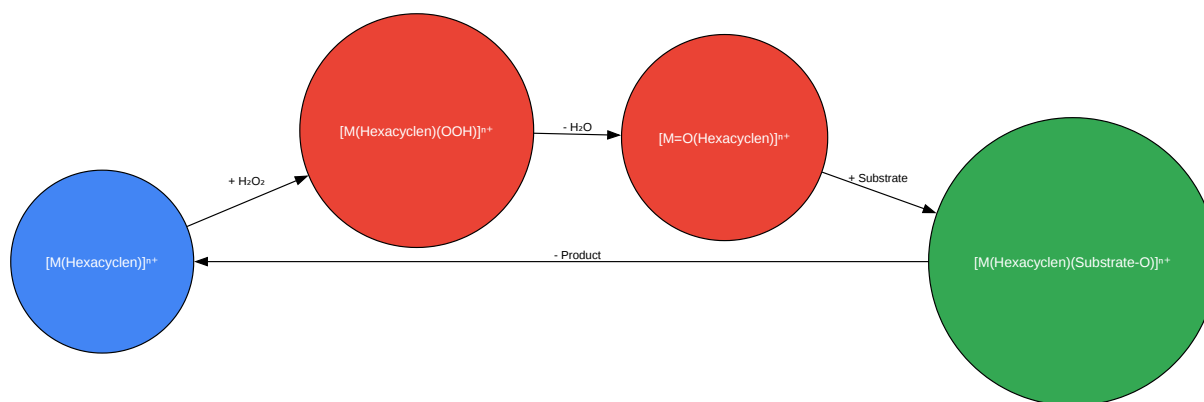 [M(Hexacyclen)]ⁿ⁺
+ H₂O₂
[M(Hexacyclen)(OOH)]ⁿ⁺
- H₂O
[M=O(Hexacyclen)]ⁿ⁺
+ Substrate
[M(Hexacyclen)(Substrate-O)]ⁿ⁺
- Product